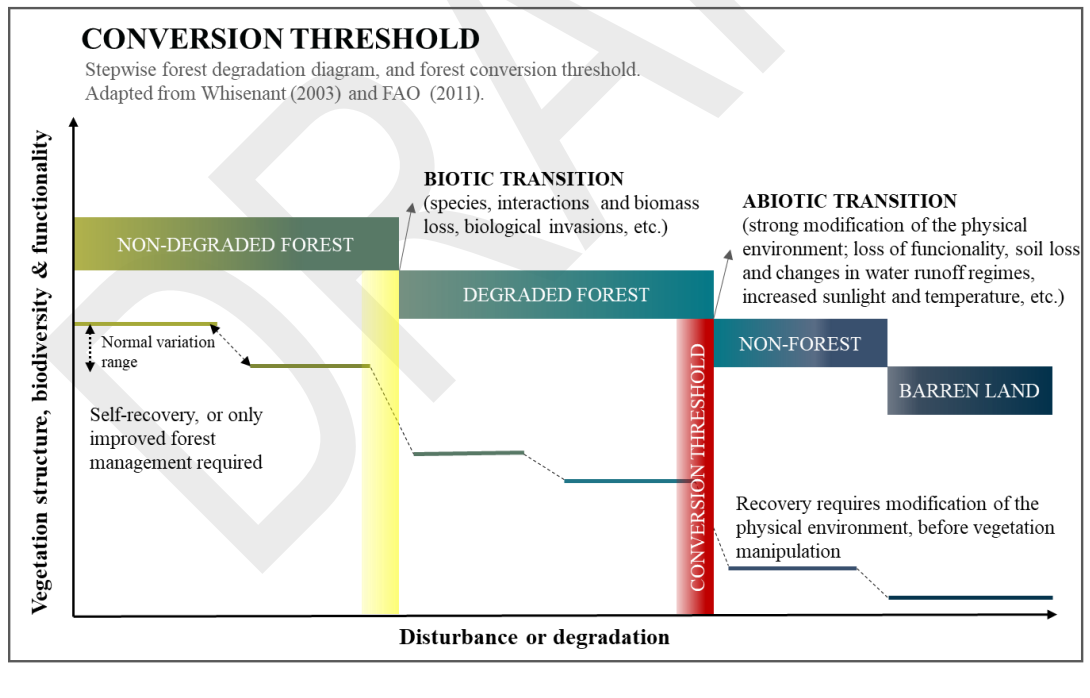 CONVERSION THRESHOLD
Stepwise forest degradation diagram, and forest conversion threshold.
Adapted from Whisenant (2003) and FAO (2011).
Vegetation structure, biodiversity & functionality
BIOTIC TRANSITION
(species, interactions and biomass
loss, biological invasions, etc.)
ABIOTIC TRANSITION
(strong modification of the physical
environment; loss of funcionality, soil loss
and changes in water runoff regimes,
increased sunlight and temperature, etc.)
NON-DEGRADED FOREST
DEGRADED FOREST
NON-FOREST
BARREN LAND
Normal variation
range
Self-recovery, or only
improved forest
management required
CONVERSION THRESHOLD
Recovery requires modification of the
physical environment, before vegetation
manipulation
Disturbance or degradation
DRA